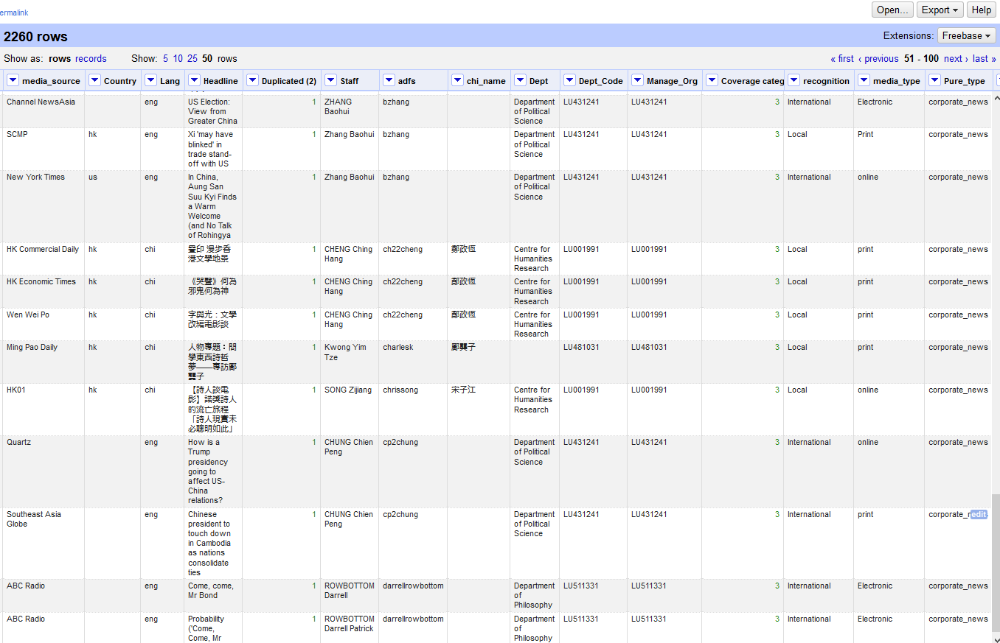 ermalink
Open...
Export
Help
2260 rows
Extensions: Freebase
Show as: rows records Show: 5 10 25 50 rows
« first ‹ previous 51 - 100 next › last »
media_source Country Lang Headline Duplicated (2) Staff adfs chi_name Dept Dept_Code Manage_Org Coverage categ recognition media_type Pure_type
Channel NewsAsia eng US Election: 1 ZHANG bzhang Department LU431241 LU431241 3 International Electronic corporate_news
View from Baohui of Political
Greater China Science
SCMP hk eng Xi 'may have 1 Zhang Baohui bzhang Department LU431241 LU431241 3 Local Print corporate_news
blinked' in of Political
trade stand- Science
off with US
New York Times us eng In China, 1 Zhang Baohui bzhang Department LU431241 LU431241 3 International online corporate_news
Aung San of Political
Suu Kyi Finds Science
a Warm
Welcome
(and No Talk
of Rohingya
HK Commercial Daily hk chi 疊印 漫步香 1 CHENG Ching ch22cheng 鄭政恆 Centre for LU001991 LU001991 3 Local print corporate_news
港文學地景 Hang Humanities
Research
HK Economic Times hk chi 《哭聲》何為 1 CHENG Ching ch22cheng 鄭政恆 Centre for LU001991 LU001991 3 Local print corporate_news
邪鬼何為神 Hang Humanities
Research
Wen Wei Po hk chi 字與光：文學 1 CHENG Ching ch22cheng 鄭政恆 Centre for LU001991 LU001991 3 Local print corporate_news
改編電影談 Hang Humanities
Research
Ming Pao Daily hk chi 人物專題：問 1 Kwong Yim charlesk 鄺龑子 LU481031 LU481031 3 Local print corporate_news
學東西詩哲 Tze
夢——專訪鄺
龑子
HK01 hk chi 【詩人談電 1 SONG Zijiang chrissong 宋子江 Centre for LU001991 LU001991 3 Local online corporate_news
影】諾獎詩人 Humanities
的流亡旅程 Research
「詩人現實未
必聰明如此」
Quartz eng How is a 1 CHUNG Chien cp2chung Department LU431241 LU431241 3 International online corporate_news
Trump Peng of Political
presidency Science
going to
affect US-
China
relations?
Southeast Asia eng Chinese 1 CHUNG Chien cp2chung Department LU431241 LU431241 3 International print corporate_r edit
Globe president to Peng of Political
touch down Science
in Cambodia
as nations
consolidate
ties
ABC Radio eng Come, come, 1 ROWBOTTOM darrellrowbottom Department LU511331 LU511331 3 International Electronic corporate_news
Mr Bond Darrell of
Philosophy
ABC Radio eng Probability 1 ROWBOTTOM darrellrowbottom Department LU511331 LU511331 3 International Electronic corporate_news
('Come, Darrell Patrick of
Come, Mr Philosophy